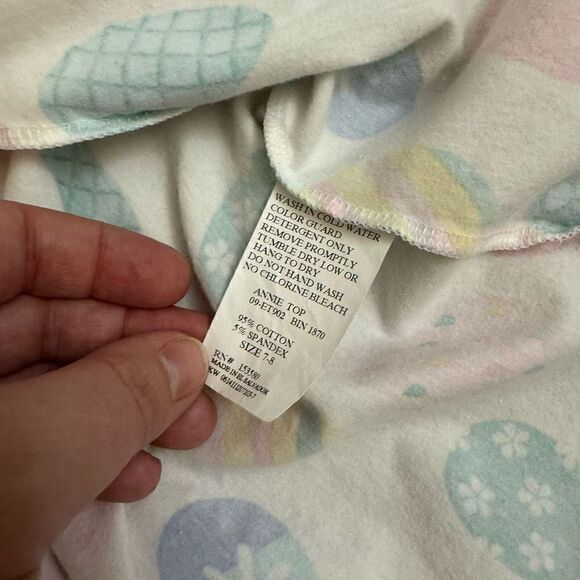 WASH IN COLD WATER
COLOR GUARD
DETERGENT ONLY
REMOVE PROMPTLY
TUMBLE DRY LOW OR
HANG TO DRY
DO NOT HAND WASH
NO CHLORINE BLEACH
ANNIE TOP
09-ET902 BIN 1870
95% COTTON
5% SPANDEX
SIZE 7-8
RN# 153580
MADE IN EL SALVADOR
KW